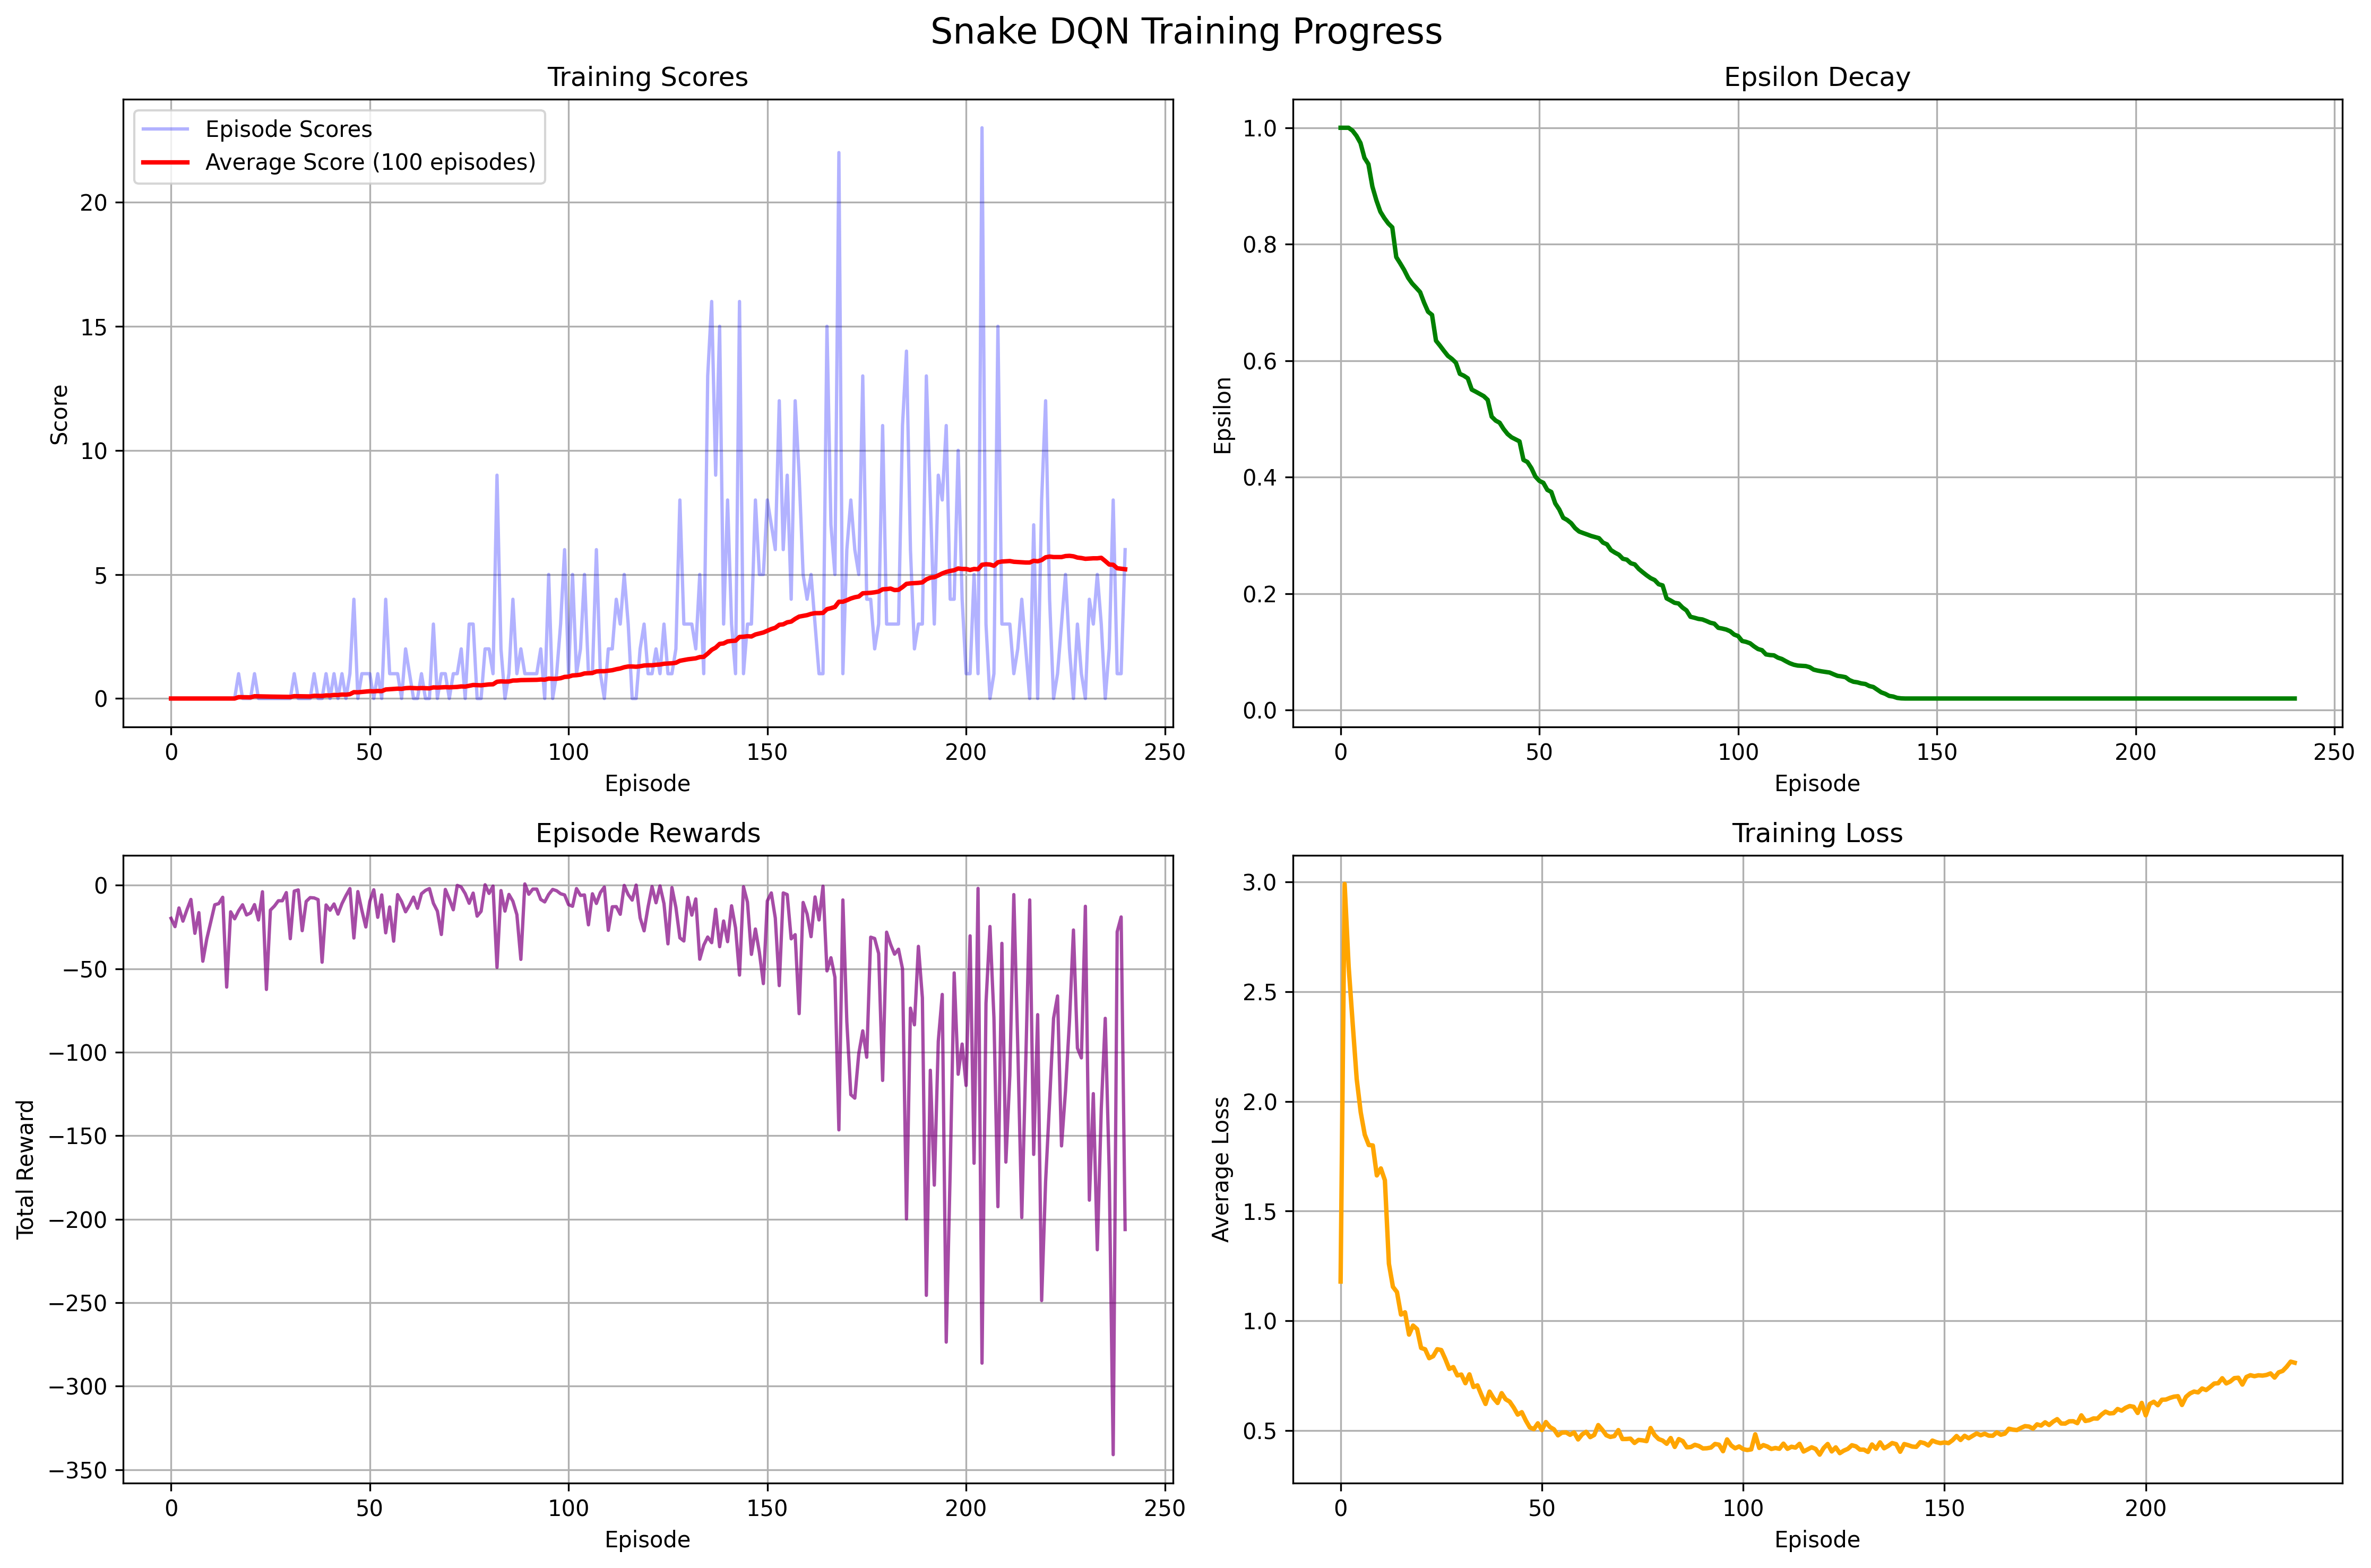 Snake DQN Training Progress
Training Scores
Episode Scores
Average Score (100 episodes)
Score
20
15
10
5
0
0 50 100 150 200 250
Episode
Epsilon Decay
Epsilon
1.0
0.8
0.6
0.4
0.2
0.0
0 50 100 150 200 250
Episode
Episode Rewards
Total Reward
0
−50
−100
−150
−200
−250
−300
−350
0 50 100 150 200 250
Episode
Training Loss
Average Loss
3.0
2.5
2.0
1.5
1.0
0.5
0 50 100 150 200
Episode